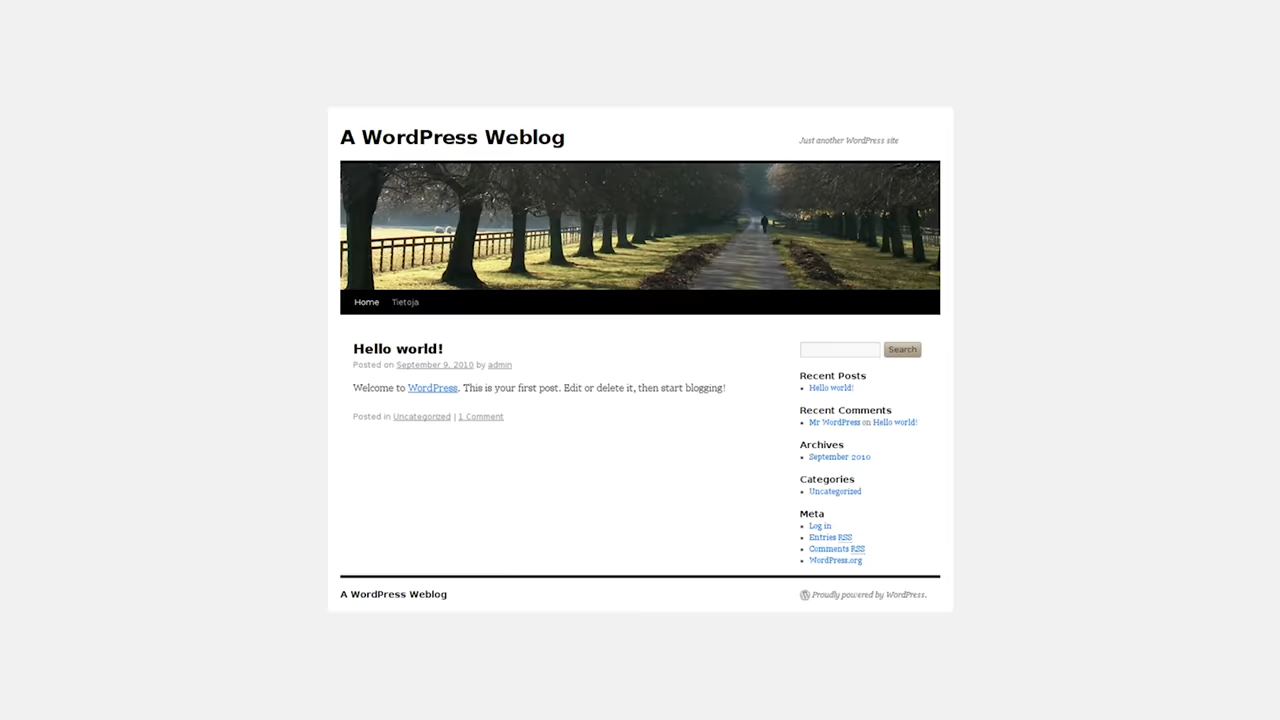 A WordPress Weblog
Just another WordPress site
Home Tietoja
Hello world!
Posted on September 9, 2010 by admin
Welcome to WordPress. This is your first post. Edit or delete it, then start blogging!
Posted in Uncategorized | 1 Comment
Search
Recent Posts
Hello world!
Recent Comments
Mr WordPress on Hello world!
Archives
September 2010
Categories
Uncategorized
Meta
Log in
Entries RSS
Comments RSS
WordPress.org
A WordPress Weblog
Proudly powered by WordPress.